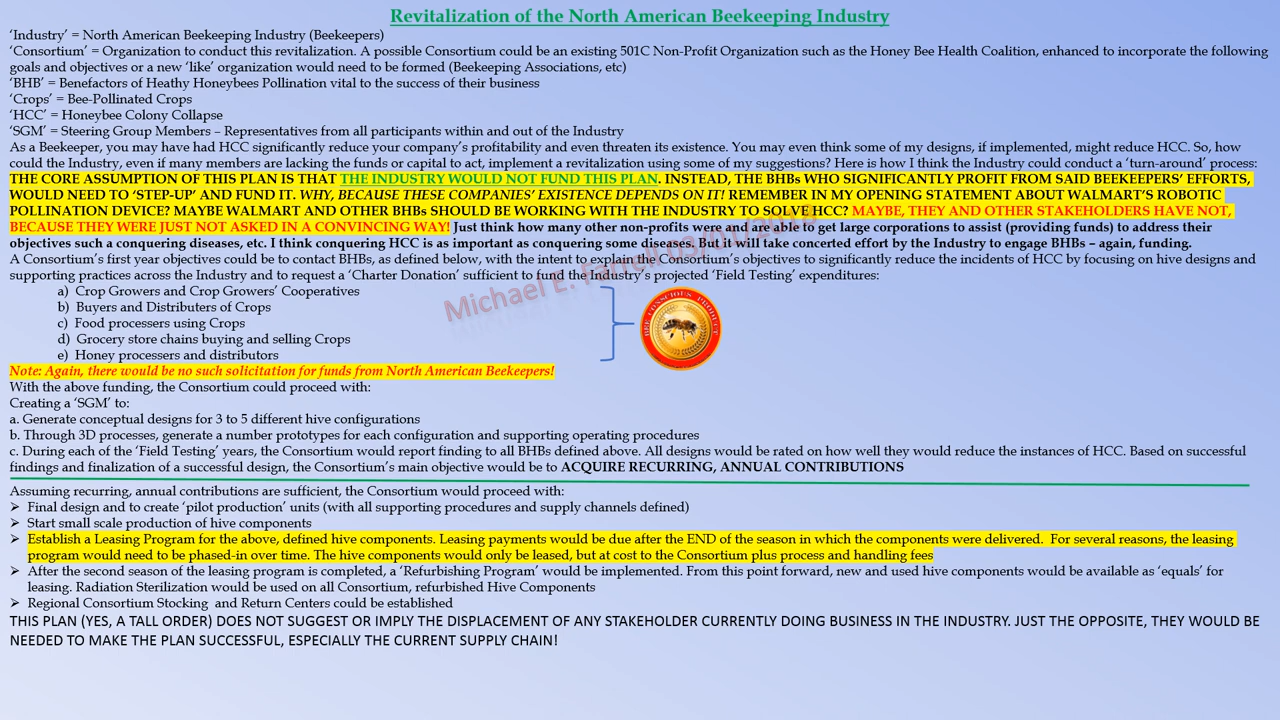 Revitalization of the North American Beekeeping Industry
‘Industry’ = North American Beekeeping Industry (Beekeepers)
‘Consortium’ = Organization to conduct this revitalization. A possible Consortium could be an existing 501C Non-Profit Organization such as the Honey Bee Health Coalition, enhanced to incorporate the following
goals and objectives or a new ‘like’ organization would need to be formed (Beekeeping Associations, etc)
‘BHB’ = Benefactors of Heathy Honeybees Pollination vital to the success of their business
‘Crops’ = Bee-Pollinated Crops
‘HCC’ = Honeybee Colony Collapse
‘SGM’ = Steering Group Members – Representatives from all participants within and out of the Industry
As a Beekeeper, you may have had HCC significantly reduce your company’s profitability and even threaten its existence. You may even think some of my designs, if implemented, might reduce HCC. So, how
could the Industry, even if many members are lacking the funds or capital to act, implement a revitalization using some of my suggestions? Here is how I think the Industry could conduct a ‘turn-around’ process:
THE CORE ASSUMPTION OF THIS PLAN IS THAT THE INDUSTRY WOULD NOT FUND THIS PLAN. INSTEAD, THE BHBs WHO SIGNIFICANTLY PROFIT FROM SAID BEEKEEPERS’ EFFORTS,
WOULD NEED TO ‘STEP-UP’ AND FUND IT. WHY, BECAUSE THESE COMPANIES’ EXISTENCE DEPENDS ON IT! REMEMBER IN MY OPENING STATEMENT ABOUT WALMART’S ROBOTIC
POLLINATION DEVICE? MAYBE WALMART AND OTHER BHBs SHOULD BE WORKING WITH THE INDUSTRY TO SOLVE HCC? MAYBE, THEY AND OTHER STAKEHOLDERS HAVE NOT,
BECAUSE THEY WERE JUST NOT ASKED IN A CONVINCING WAY! Just think how many other non-profits were and are able to get large corporations to assist (providing funds) to address their
objectives such a conquering diseases, etc. I think conquering HCC is as important as conquering some diseases. But it will take concerted effort by the Industry to engage BHBs – again, funding.
A Consortium’s first year objectives could be to contact BHBs, as defined below, with the intent to explain the Consortium’s objectives to significantly reduce the incidents of HCC by focusing on hive designs and
supporting practices across the Industry and to request a ‘Charter Donation’ sufficient to fund the Industry’s projected ‘Field Testing’ expenditures:
a) Crop Growers and Crop Growers’ Cooperatives
b) Buyers and Distributers of Crops
c) Food processers using Crops
d) Grocery store chains buying and selling Crops
e) Honey processers and distributors
Michael E. Farrell 03/01/2018
BEE CONSCIOUS PRODUCT
Note: Again, there would be no such solicitation for funds from North American Beekeepers!
With the above funding, the Consortium could proceed with:
Creating a ‘SGM’ to:
a. Generate conceptual designs for 3 to 5 different hive configurations
b. Through 3D processes, generate a number prototypes for each configuration and supporting operating procedures
c. During each of the ‘Field Testing’ years, the Consortium would report finding to all BHBs defined above. All designs would be rated on how well they would reduce the instances of HCC. Based on successful
findings and finalization of a successful design, the Consortium’s main objective would be to ACQUIRE RECURRING, ANNUAL CONTRIBUTIONS
Assuming recurring, annual contributions are sufficient, the Consortium would proceed with:
➢ Final design and to create ‘pilot production’ units (with all supporting procedures and supply channels defined)
➢ Start small scale production of hive components
➢ Establish a Leasing Program for the above, defined hive components. Leasing payments would be due after the END of the season in which the components were delivered. For several reasons, the leasing
program would need to be phased-in over time. The hive components would only be leased, but at cost to the Consortium plus process and handling fees
➢ After the second season of the leasing program is completed, a ‘Refurbishing Program’ would be implemented. From this point forward, new and used hive components would be available as ‘equals’ for
leasing. Radiation Sterilization would be used on all Consortium, refurbished Hive Components
➢ Regional Consortium Stocking and Return Centers could be established
THIS PLAN (YES, A TALL ORDER) DOES NOT SUGGEST OR IMPLY THE DISPLACEMENT OF ANY STAKEHOLDER CURRENTLY DOING BUSINESS IN THE INDUSTRY. JUST THE OPPOSITE, THEY WOULD BE
NEEDED TO MAKE THE PLAN SUCCESSFUL, ESPECIALLY THE CURRENT SUPPLY CHAIN!